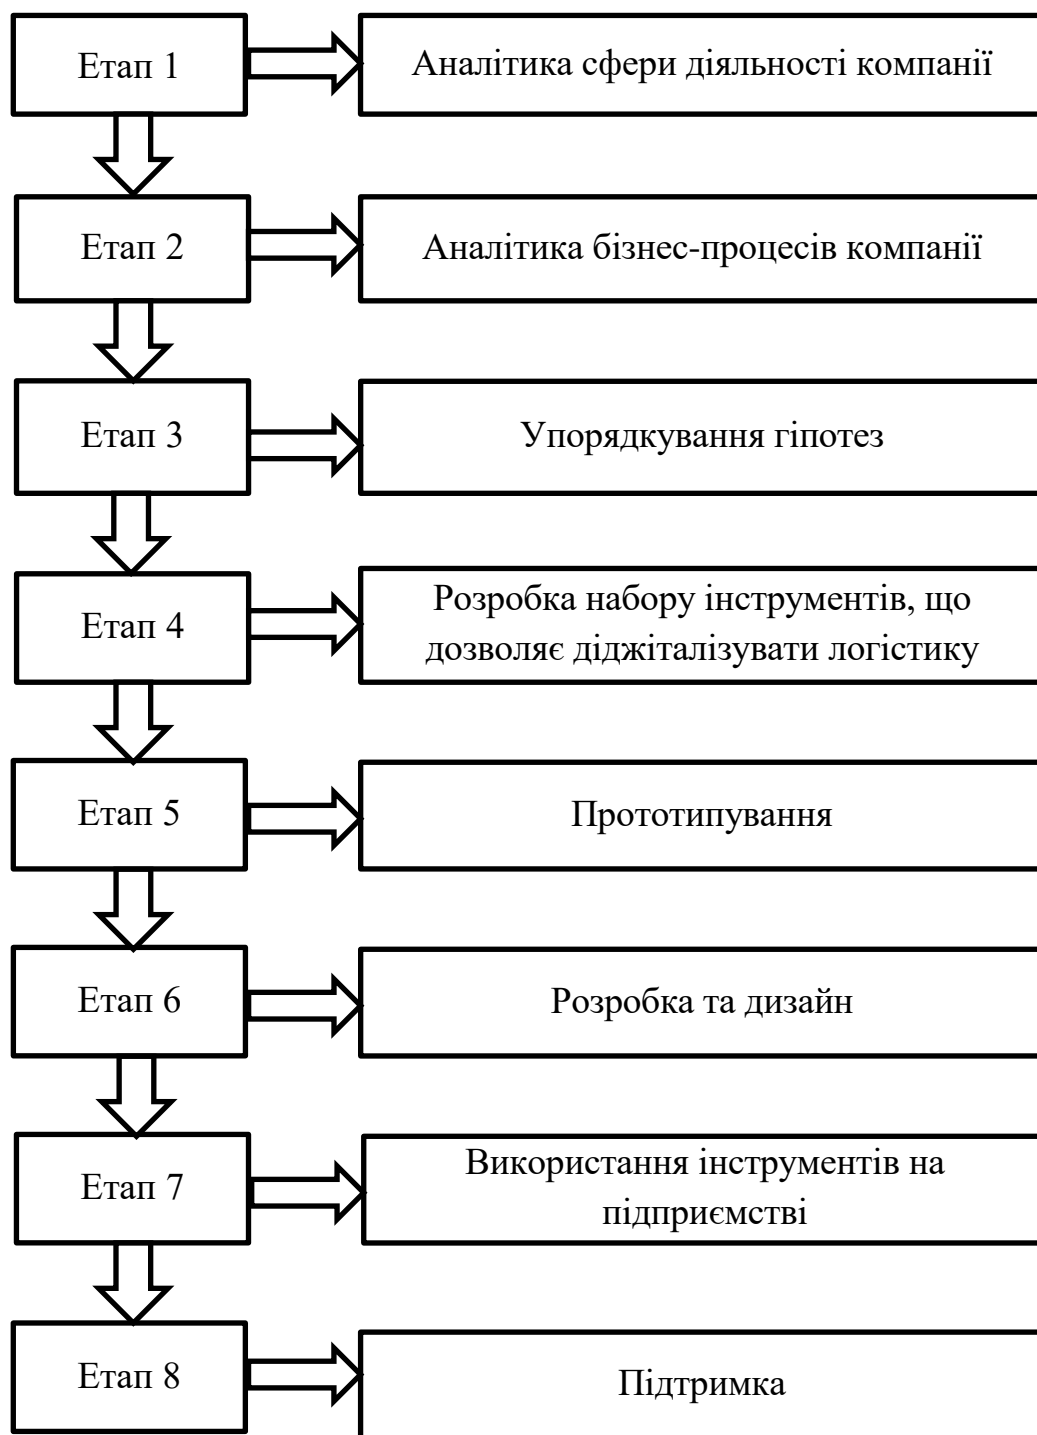 Етап 1
Аналітика сфери діяльності компанії
Етап 2
Аналітика бізнес-процесів компанії
Етап 3
Упорядкування гіпотез
Етап 4
Розробка набору інструментів, що
дозволяє діджіталізувати логістику
Етап 5
Прототипування
Етап 6
Розробка та дизайн
Етап 7
Використання інструментів на
підприємстві
Етап 8
Підтримка